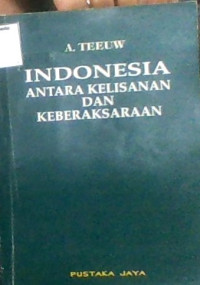 A. TEEUW
INDONESIA
ANTARA KELISANAN
DAN
KEBERAKSARAAN
PUSTAKA JAYA